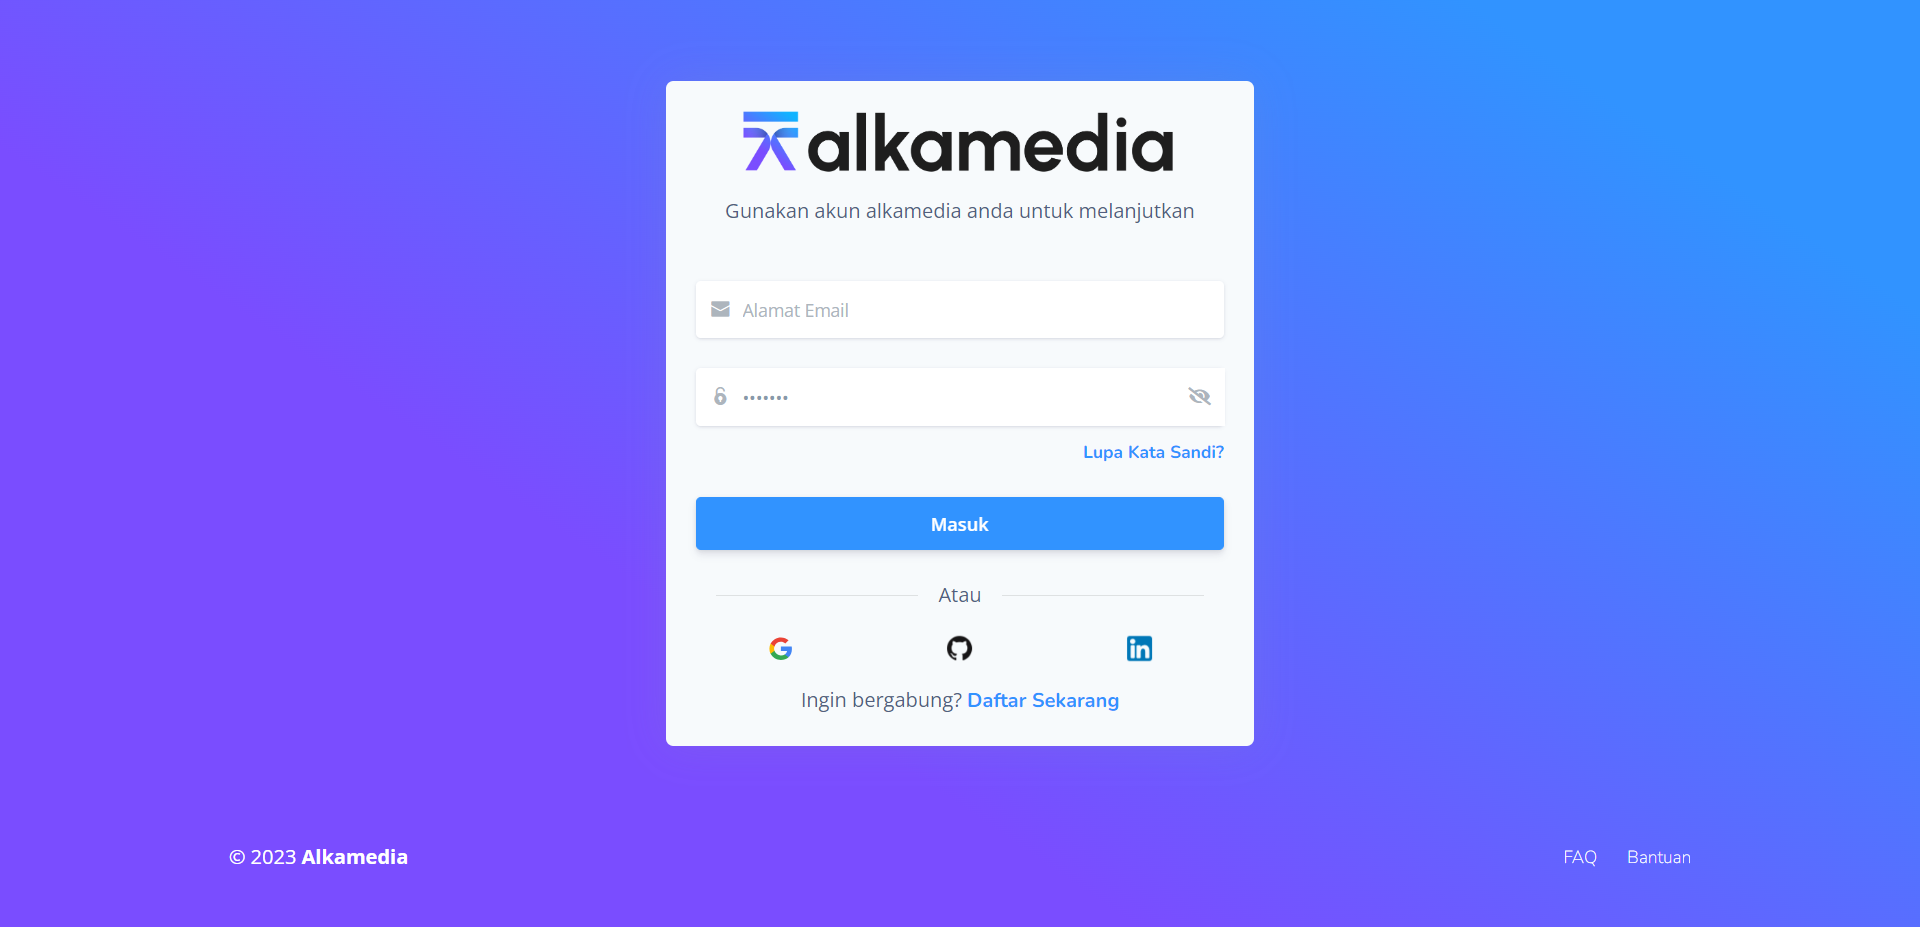 alkamedia
Gunakan akun alkamedia anda untuk melanjutkan
Alamat Email
•••••••
Lupa Kata Sandi?
Masuk
Atau
Ingin bergabung? Daftar Sekarang
© 2023 Alkamedia
FAQ Bantuan